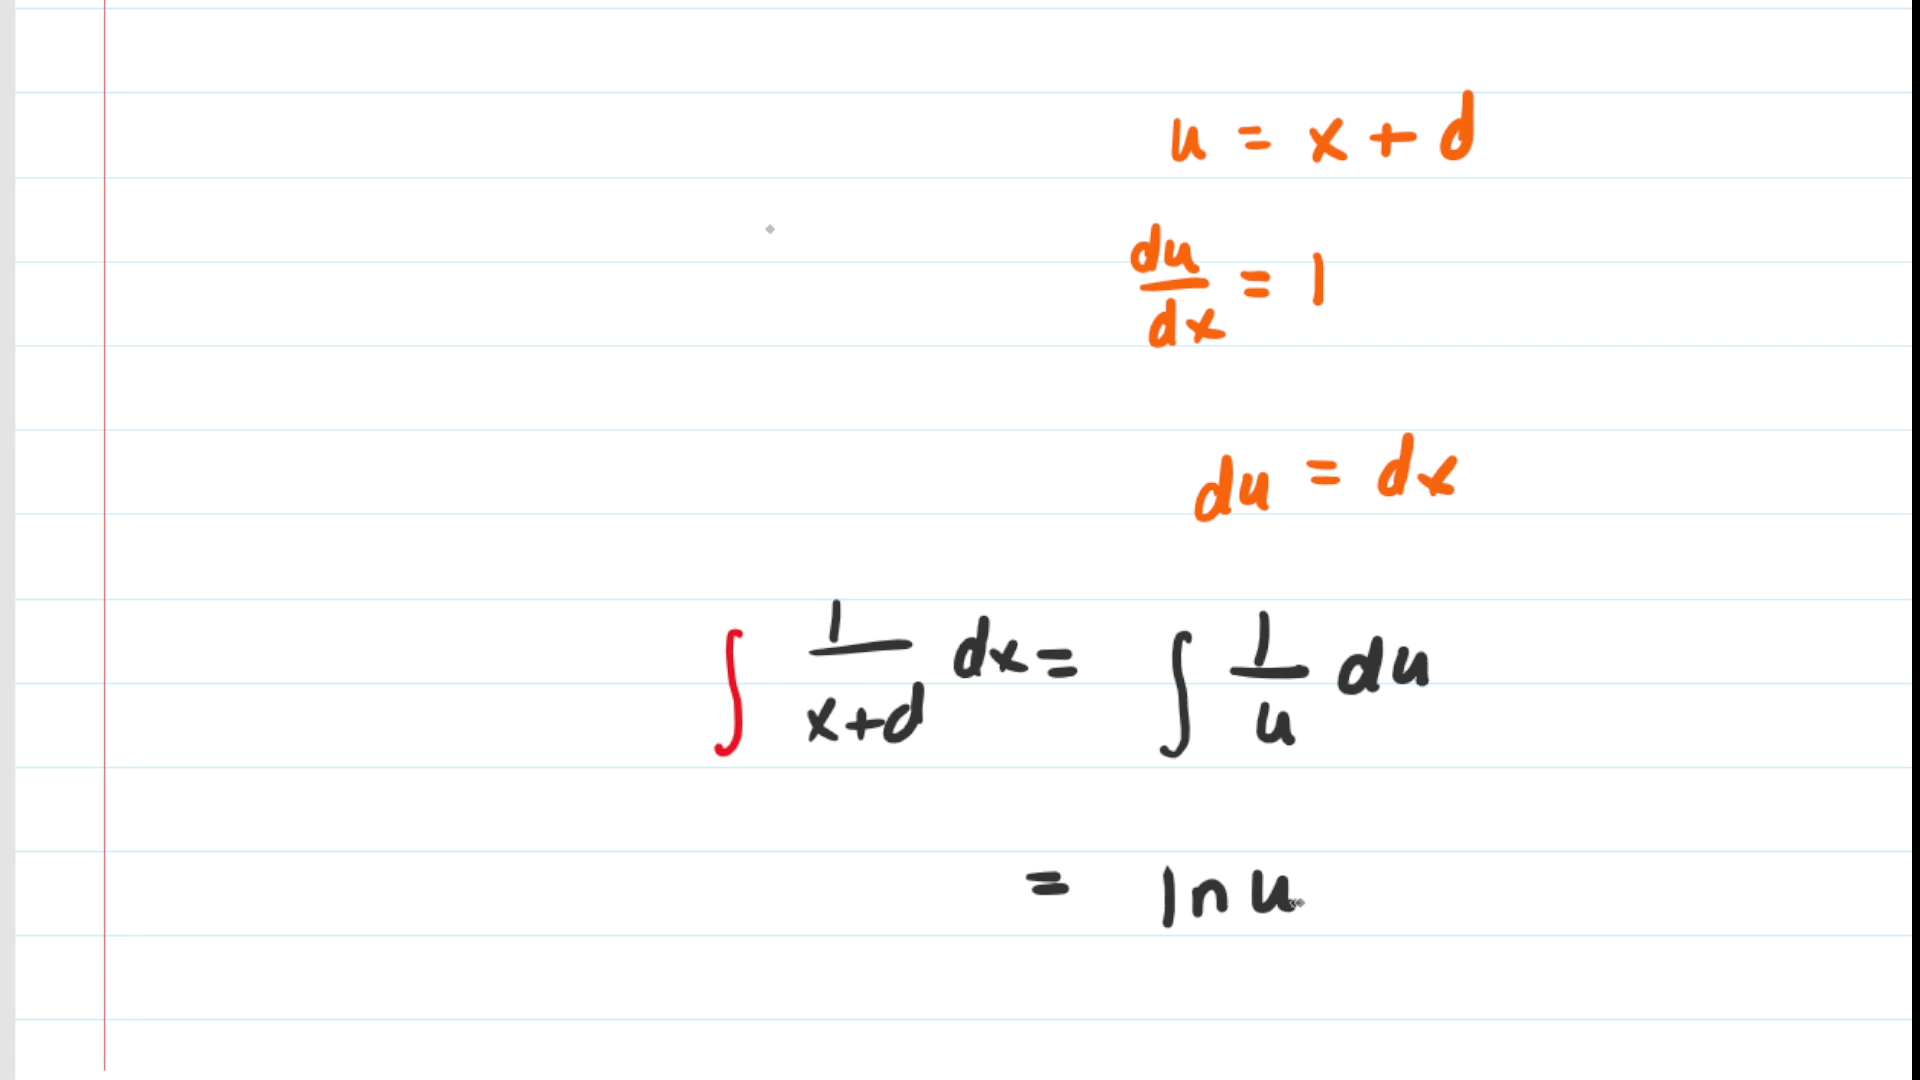 u = x + d
du/dx = 1
du = dx
∫ 1/(x+d) dx = ∫ 1/u du
= ln u